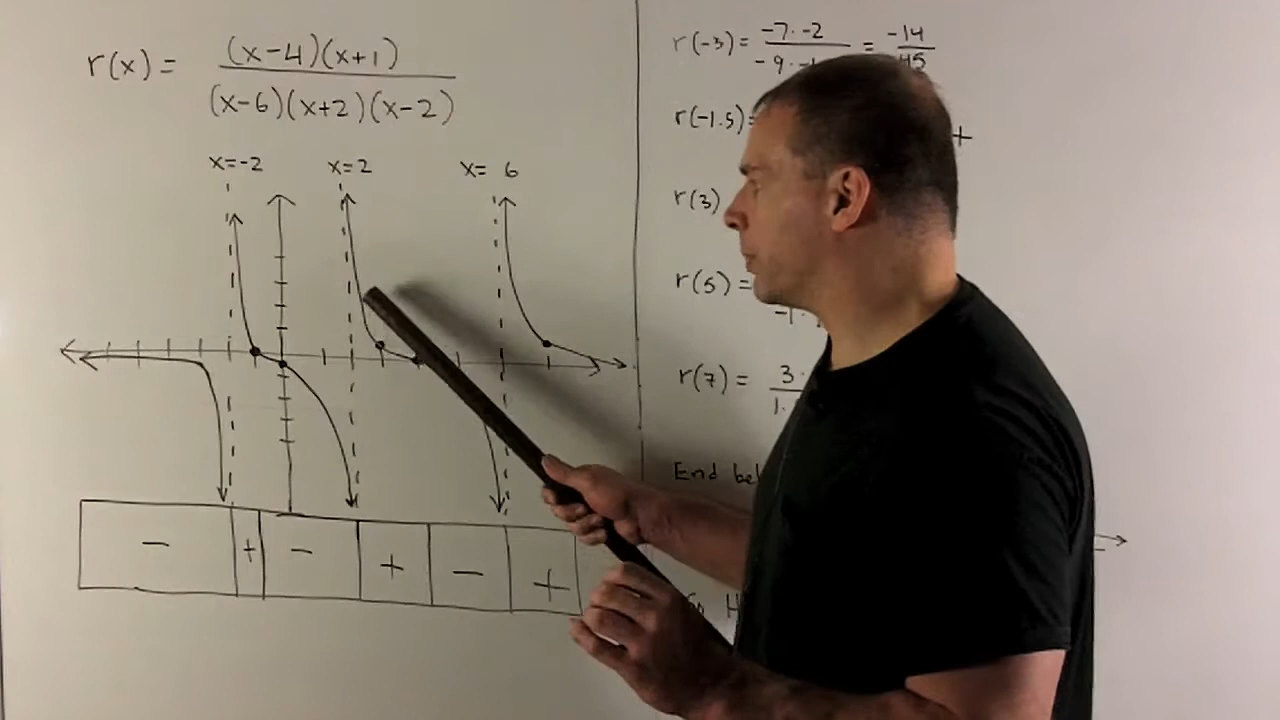 r(x) = (x-4)(x+1)
(x-6)(x+2)(x-2)
x=-2 x=2 x= 6
- + - + - +
r(-3) = -7·-2 = -14
-9·-1 45
r(-1.5)= +
r(3)
r(5) =
-1·
r(7) = 3·
1·
End